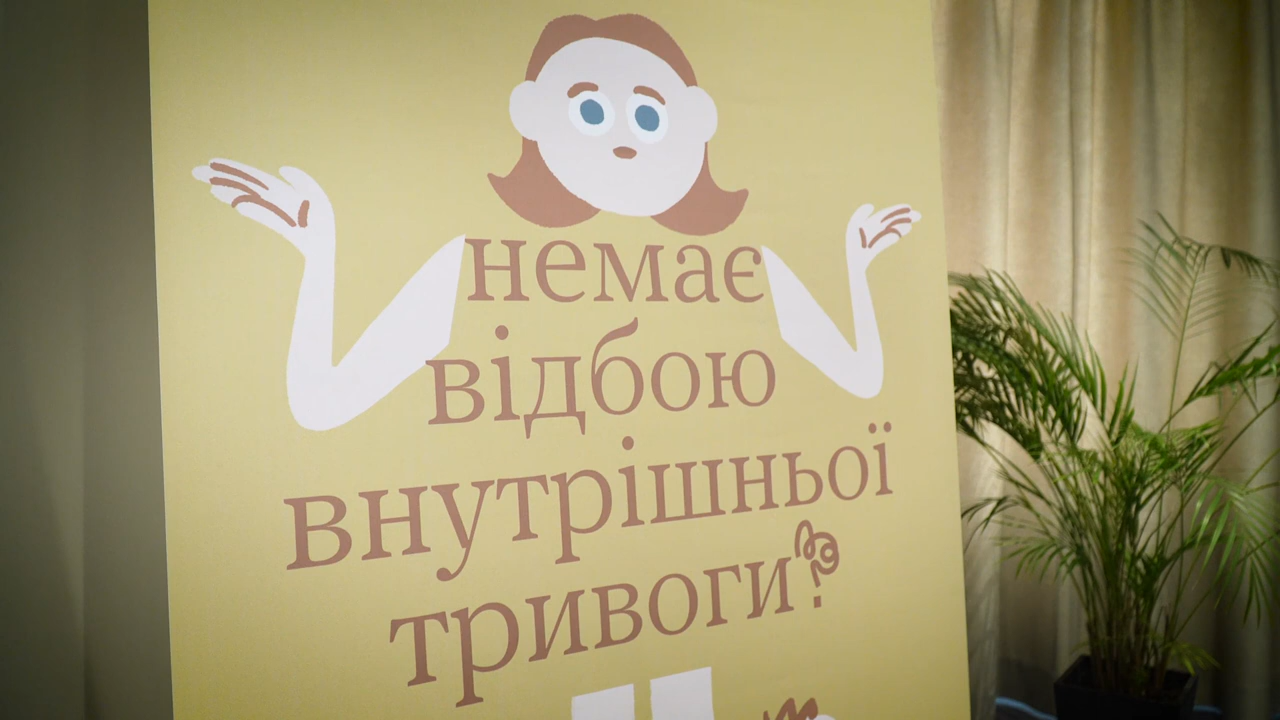 немає
відбою
внутрішньої
тривоги?